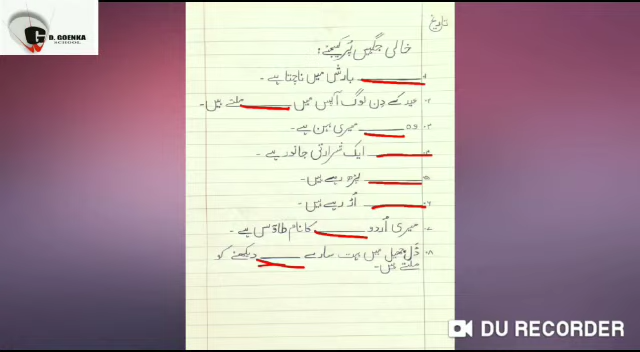 G D. GOENKA
SCHOOL
تاریخ
خالی جگہیں پُر کیجئے:
۱۔ ______ بارش میں ناچتا ہے۔
۲۔ عید کے دن لوگ آپس میں ______ ملتے ہیں۔
۳۔ وہ ______ میری بہن ہے۔
۴۔ ______ ایک شرارتی جانور ہے۔
۵۔ ______ پڑھ رہے ہیں۔
۶۔ ______ اُڑ رہے ہیں۔
۷۔ میری اُردو ______ کا نام طاؤس ہے۔
۸۔ ڈل جھیل میں بہت سارے ______ دیکھنے کو
ملتے ہیں۔
DU RECORDER